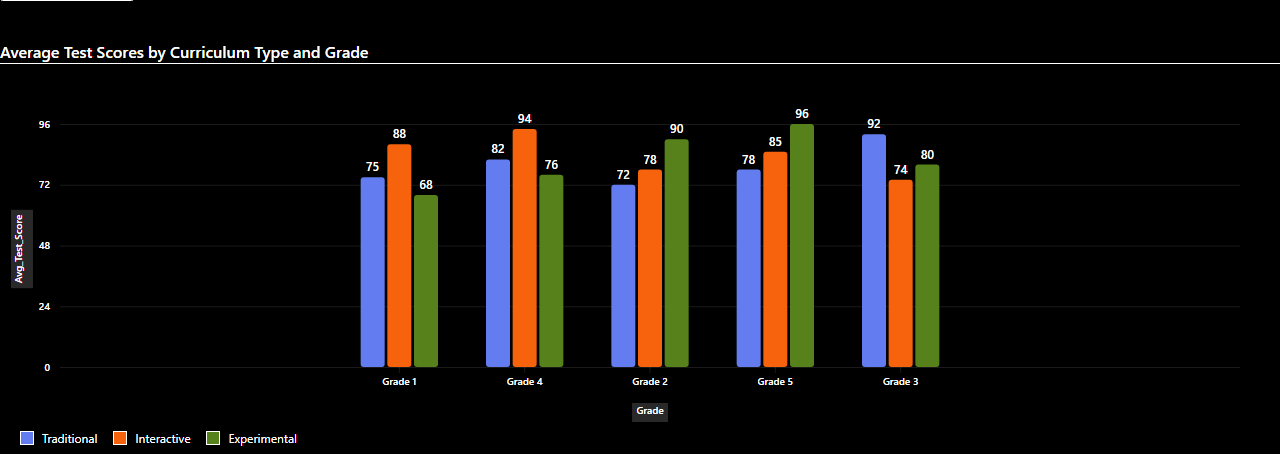 Average Test Scores by Curriculum Type and Grade
96
72
48
24
0
Avg_Test_Score
75
88
68
82
94
76
72
78
90
78
85
96
92
74
80
Grade 1
Grade 4
Grade 2
Grade 5
Grade 3
Grade
Traditional
Interactive
Experimental